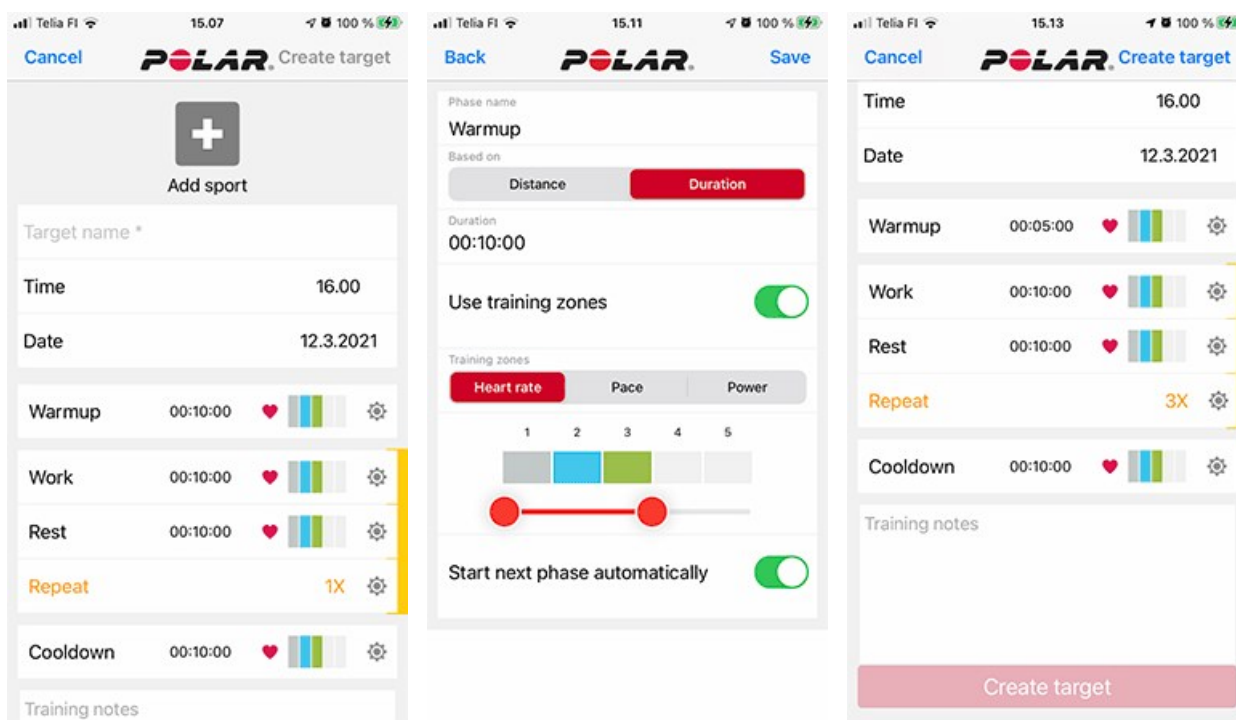 Telia FI 15.07 100 %
Cancel POLAR. Create target
Add sport
Target name *
Time 16.00
Date 12.3.2021
Warmup 00:10:00
Work 00:10:00
Rest 00:10:00
Repeat 1X
Cooldown 00:10:00
Training notes
Telia FI 15.11 100 %
Back POLAR. Save
Phase name
Warmup
Based on
Distance Duration
Duration
00:10:00
Use training zones
Training zones
Heart rate Pace Power
1 2 3 4 5
Start next phase automatically
Telia FI 15.13 100 %
Cancel POLAR. Create target
Time 16.00
Date 12.3.2021
Warmup 00:05:00
Work 00:10:00
Rest 00:10:00
Repeat 3X
Cooldown 00:10:00
Training notes
Create target